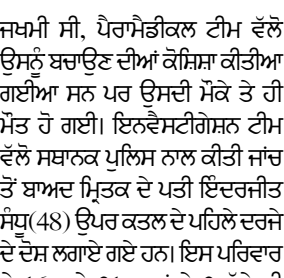 ਜਖਮੀ ਸੀ, ਪੈਰਾਮੈਡੀਕਲ ਟੀਮ ਵੱਲੋ
ਉਸਨੂੰ ਬਚਾਉਣ ਦੀਆਂ ਕੋਸ਼ਿਸ਼ਾ ਕੀਤੀਆ
ਗਈਆ ਸਨ ਪਰ ਉਸਦੀ ਮੌਕੇ ਤੇ ਹੀ
ਮੌਤ ਹੋ ਗਈ। ਇਨਵੈਸਟੀਗੇਸ਼ਨ ਟੀਮ
ਵੱਲੋ ਸਥਾਨਕ ਪੁਲਿਸ ਨਾਲ ਕੀਤੀ ਜਾਂਚ
ਤੋਂ ਬਾਅਦ ਮ੍ਰਿਤਕ ਦੇ ਪਤੀ ਇੰਦਰਜੀਤ
ਸੰਧੂ(48) ਉਪਰ ਕਤਲ ਦੇ ਪਹਿਲੇ ਦਰਜੇ
ਦੇ ਦੋਸ਼ ਲਗਾਏ ਗਏ ਹਨ। ਇਸ ਪਰਿਵਾਰ